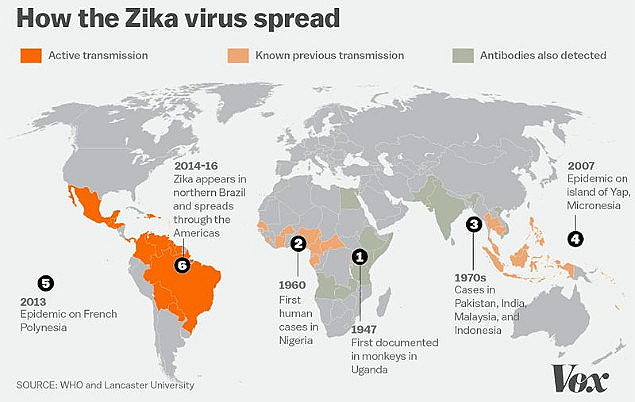 How the Zika virus spread
Active transmission
Known previous transmission
Antibodies also detected
2014-16
Zika appears in
northern Brazil
and spreads
through the
Americas
2007
Epidemic on
island of Yap,
Micronesia
1
2
3
4
5
6
2013
Epidemic on French
Polynesia
1960
First
human
cases in
Nigeria
1947
First documented
in monkeys in
Uganda
1970s
Cases in
Pakistan, India,
Malaysia, and
Indonesia
SOURCE: WHO and Lancaster University
Vox